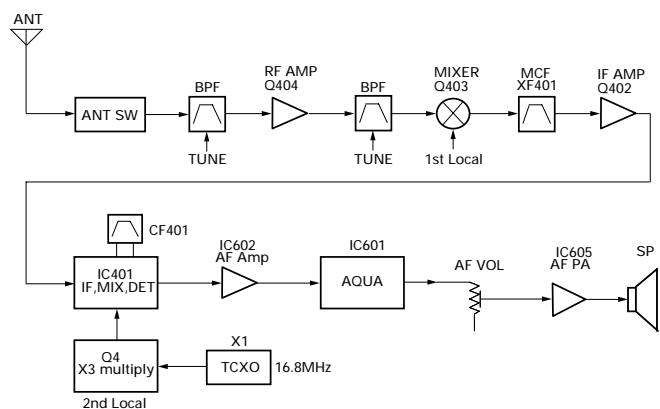 ANT
ANT SW
BPF
TUNE
RF AMP
Q404
BPF
TUNE
MIXER
Q403
1st Local
MCF
XF401
IF AMP
Q402
CF401
IC401
IF,MIX,DET
IC602
AF Amp
IC601
AQUA
AF VOL
IC605
AF PA
SP
Q4
X3 multiply
2nd Local
X1
TCXO
16.8MHz